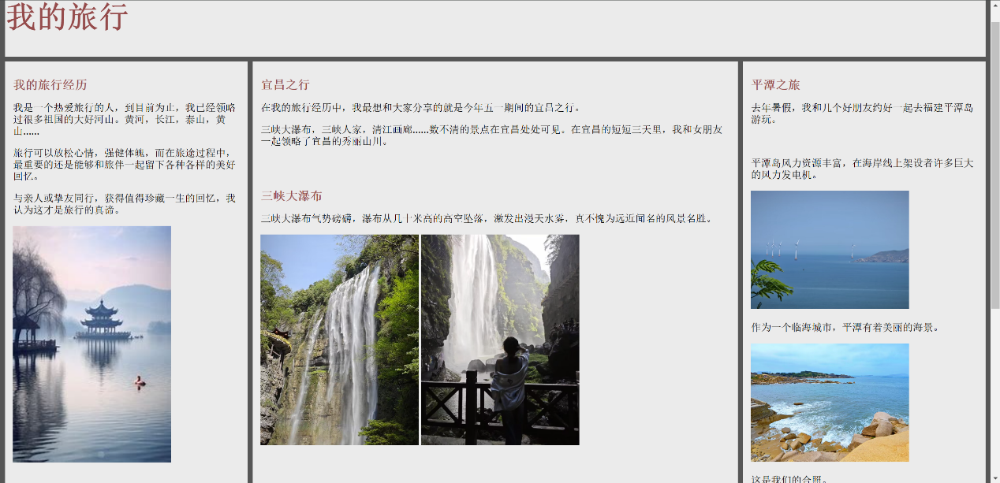 我的旅行
我的旅行经历
我是一个热爱旅行的人，到目前为止，我已经领略
过很多祖国的大好河山。黄河，长江，泰山，黄
山......
旅行可以放松心情，强健体魄，而在旅途过程中，
最重要的还是能够和旅伴一起留下各种各样的美好
回忆。
与亲人或挚友同行，获得值得珍藏一生的回忆，我
认为这才是旅行的真谛。
宜昌之行
在我的旅行经历中，我最想和大家分享的就是今年五一期间的宜昌之行。
三峡大瀑布，三峡人家，清江画廊......数不清的景点在宜昌处处可见。在宜昌的短短三天里，我和女朋友
一起领略了宜昌的秀丽山川。
三峡大瀑布
三峡大瀑布气势磅礴，瀑布从几十米高的高空坠落，激发出漫天水雾，真不愧为远近闻名的风景名胜。
平潭之旅
去年暑假，我和几个好朋友约好一起去福建平潭岛
游玩。
平潭岛风力资源丰富，在海岸线上架设者许多巨大
的风力发电机。
作为一个临海城市，平潭有着美丽的海景。
这是我们的合照。